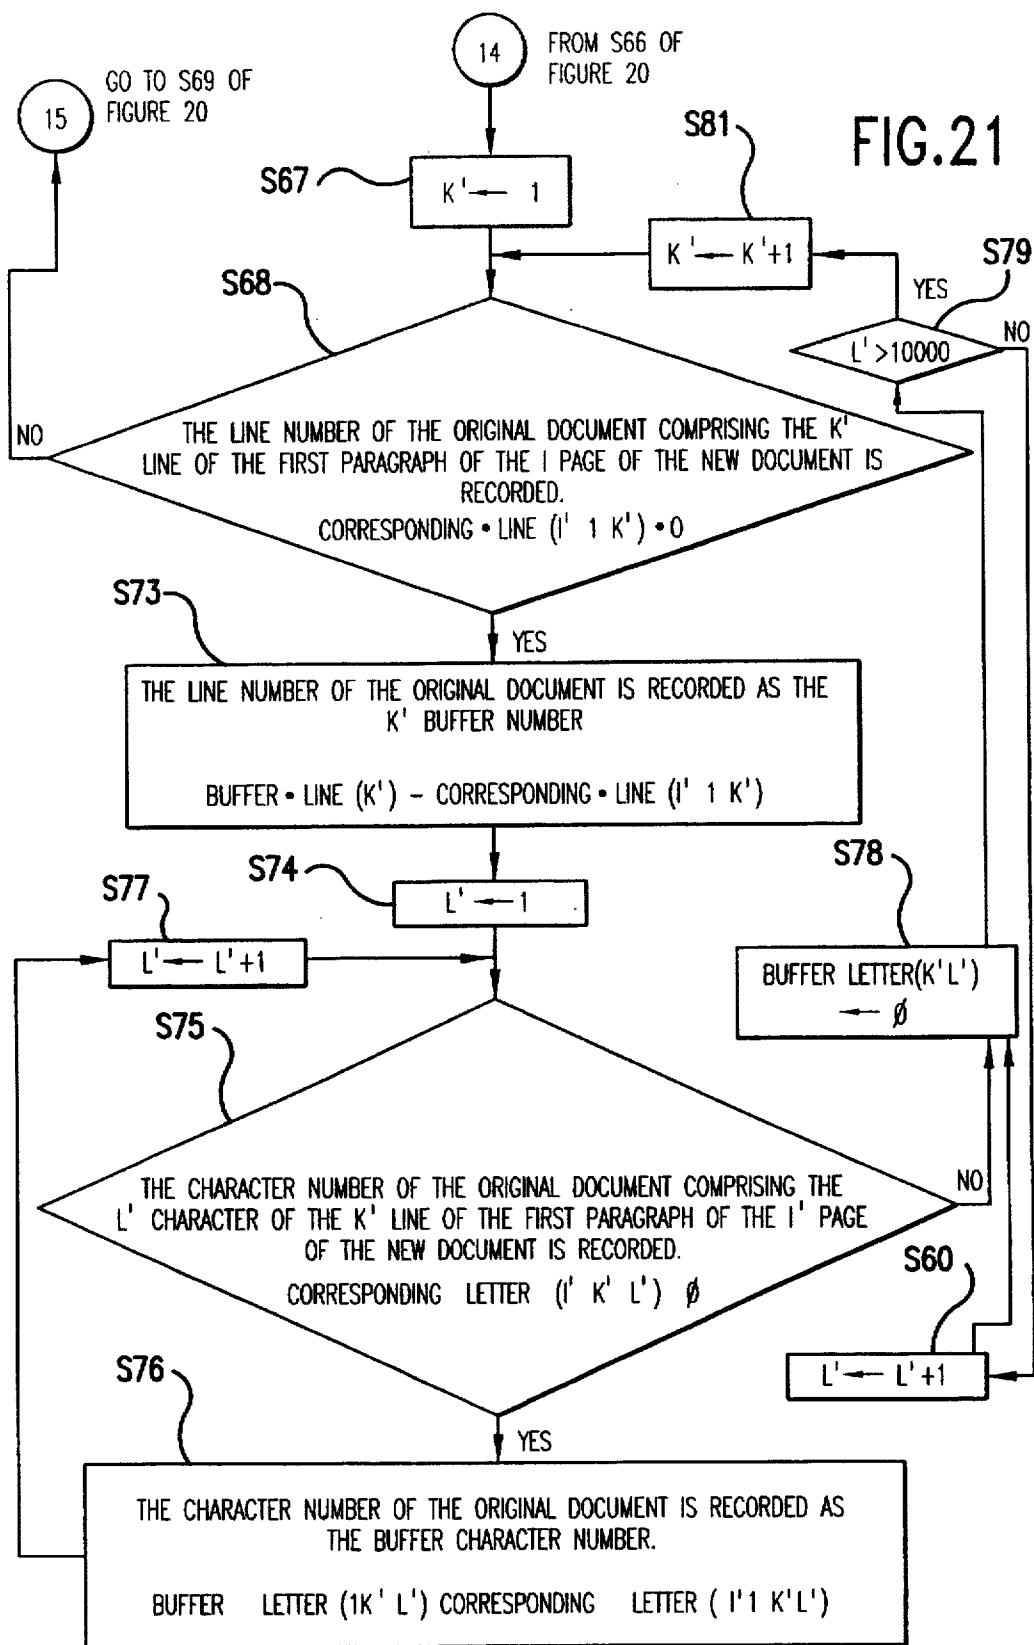 14
FROM S66 OF
FIGURE 20
15
GO TO S69 OF
FIGURE 20
FIG.21
S67
K' ← 1
S81
K' ← K'+1
S79
YES
L' >10000
NO
S68
NO
THE LINE NUMBER OF THE ORIGINAL DOCUMENT COMPRISING THE K'
LINE OF THE FIRST PARAGRAPH OF THE I PAGE OF THE NEW DOCUMENT IS
RECORDED.
CORRESPONDING • LINE (I' 1 K') • 0
YES
S73
THE LINE NUMBER OF THE ORIGINAL DOCUMENT IS RECORDED AS THE
K' BUFFER NUMBER
BUFFER • LINE (K') – CORRESPONDING • LINE (I' 1 K')
S74
L' ← 1
S77
L' ← L'+1
S78
BUFFER LETTER(K'L')
← ϕ
S75
THE CHARACTER NUMBER OF THE ORIGINAL DOCUMENT COMPRISING THE
L' CHARACTER OF THE K' LINE OF THE FIRST PARAGRAPH OF THE I' PAGE
OF THE NEW DOCUMENT IS RECORDED.
CORRESPONDING LETTER (I' K' L') ϕ
NO
S60
L' ← L'+1
YES
S76
THE CHARACTER NUMBER OF THE ORIGINAL DOCUMENT IS RECORDED AS
THE BUFFER CHARACTER NUMBER.
BUFFER LETTER (1K' L') CORRESPONDING LETTER ( I'1 K'L')